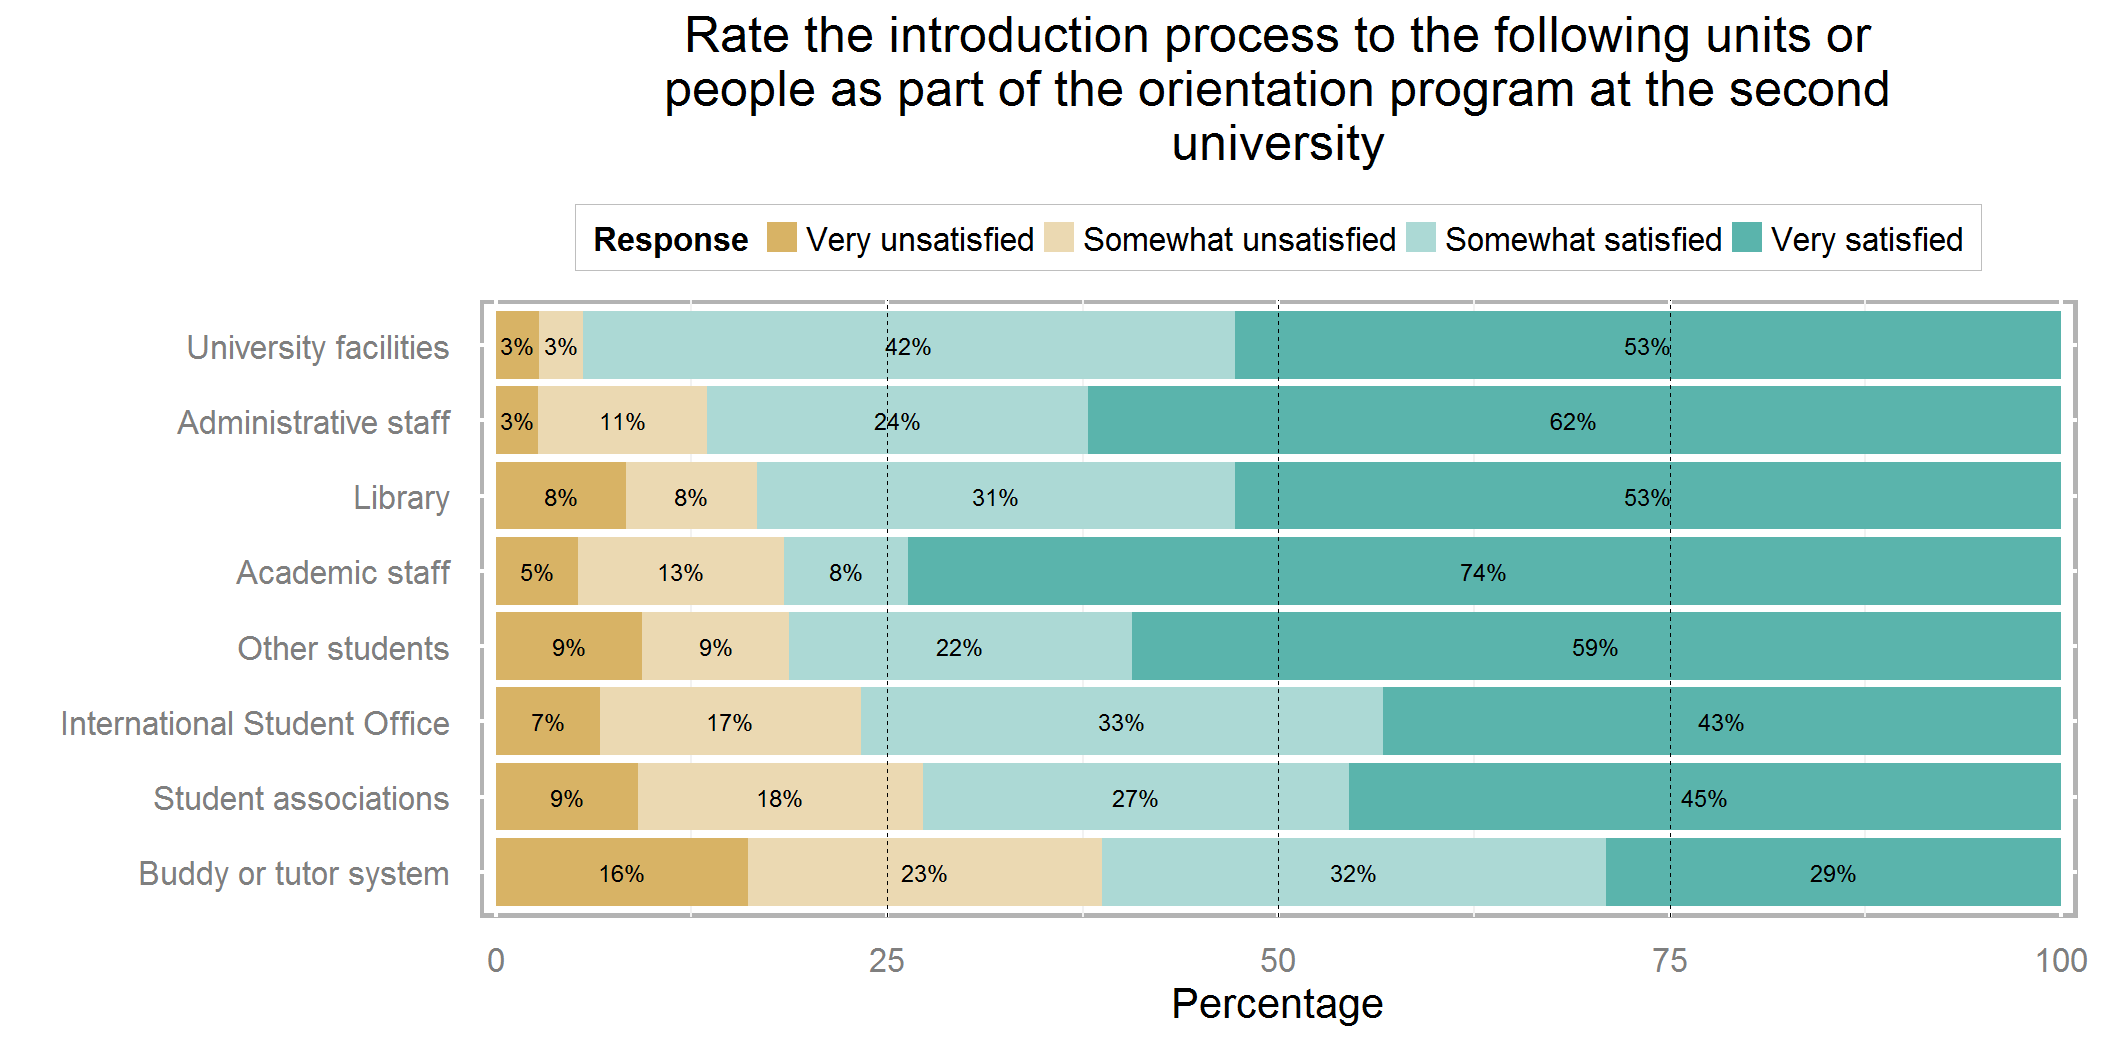 Rate the introduction process to the following units or
people as part of the orientation program at the second
university
Response Very unsatisfied Somewhat unsatisfied Somewhat satisfied Very satisfied
University facilities 3% 3% 42% 53%
Administrative staff 3% 11% 24% 62%
Library 8% 8% 31% 53%
Academic staff 5% 13% 8% 74%
Other students 9% 9% 22% 59%
International Student Office 7% 17% 33% 43%
Student associations 9% 18% 27% 45%
Buddy or tutor system 16% 23% 32% 29%
0 25 50 75 100
Percentage